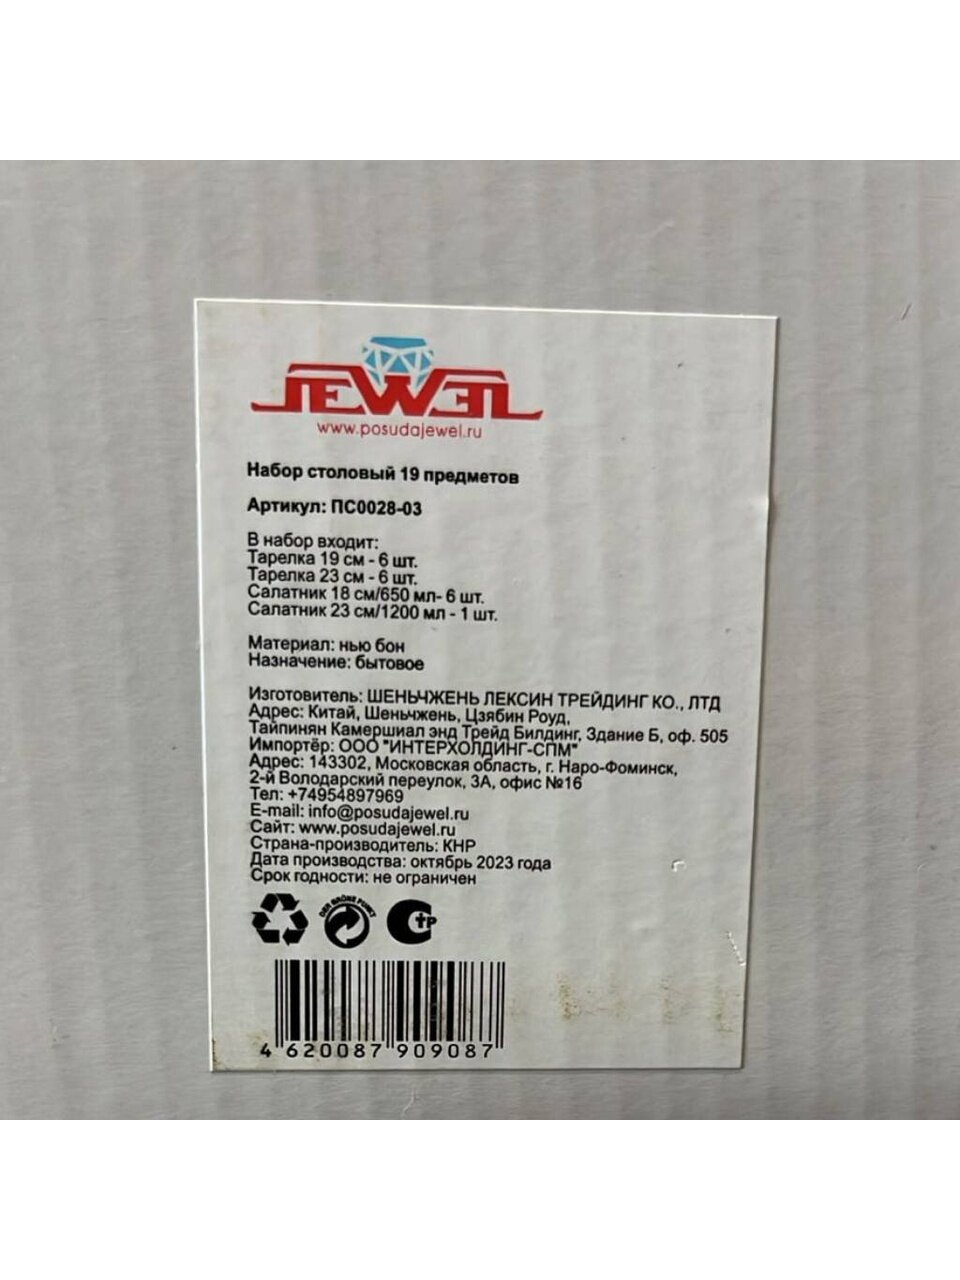 JEWEL
www.posudajewel.ru
Набор столовый 19 предметов
Артикул: ПС0028-03
В набор входит:
Тарелка 19 см - 6 шт.
Тарелка 23 см - 6 шт.
Салатник 18 см/650 мл- 6 шт.
Салатник 23 см/1200 мл - 1 шт.
Материал: нью бон
Назначение: бытовое
Изготовитель: ШЕНЬЧЖЕНЬ ЛЕКСИН ТРЕЙДИНГ КО., ЛТД
Адрес: Китай, Шеньчжень, Цзябин Роуд,
Тайпинян Камершиал энд Трейд Билдинг, Здание Б, оф. 505
Импортёр: ООО "ИНТЕРХОЛДИНГ-СПМ"
Адрес: 143302, Московская область, г. Наро-Фоминск,
2-й Володарский переулок, 3А, офис №16
Тел: +74954897969
E-mail: info@posudajewel.ru
Сайт: www.posudajewel.ru
Страна-производитель: КНР
Дата производства: октябрь 2023 года
Срок годности: не ограничен
DER GRÜNE PUNKT
СТР
4 620087 909087